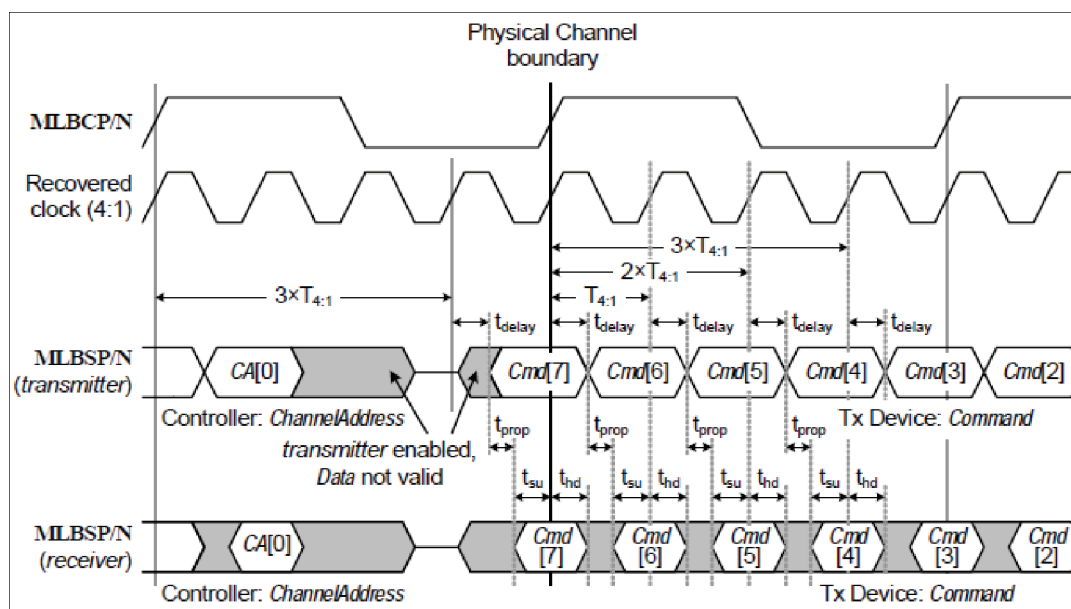 Physical Channel
boundary
MLBCP/N
Recovered
clock (4:1)
3×T4:1
2×T4:1
3×T4:1
T4:1
tdelay tdelay tdelay tdelay tdelay
MLBSP/N
(transmitter)
CA[0] Cmd[7] Cmd[6] Cmd[5] Cmd[4] Cmd[3] Cmd[2]
Controller: ChannelAddress
Tx Device: Command
transmitter enabled,
Data not valid
tprop tprop tprop tprop
tsu thd tsu thd tsu thd tsu thd
MLBSP/N
(receiver)
CA[0] Cmd [7] Cmd [6] Cmd [5] Cmd [4] Cmd [3] Cmd [2]
Controller: ChannelAddress
Tx Device: Command